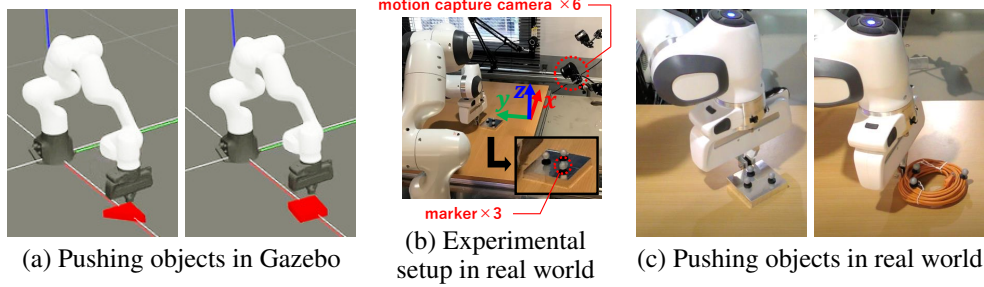 motion capture camera ×6
z
x
y
marker×3
(a) Pushing objects in Gazebo
(b) Experimental
setup in real world
(c) Pushing objects in real world